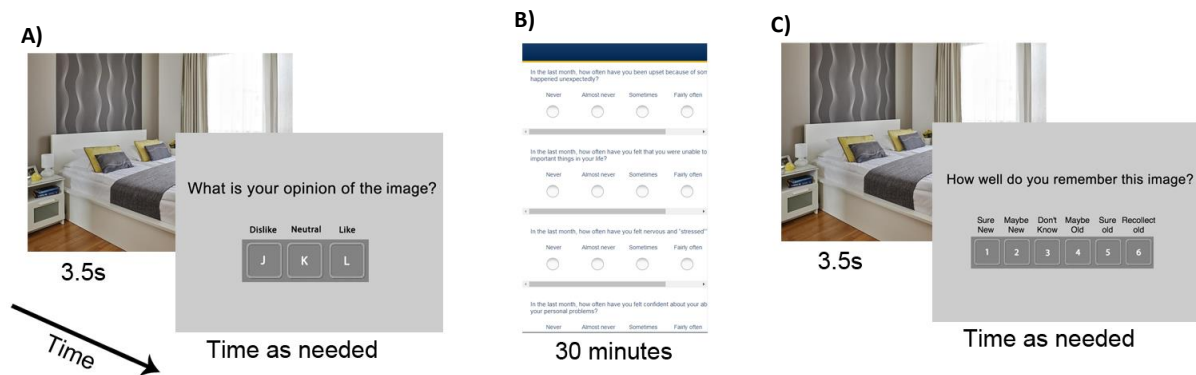 A)
What is your opinion of the image?
Dislike Neutral Like
J K L
3.5s
Time as needed
Time
B)
In the last month, how often have you been upset because of som
happened unexpectedly?
Never Almost never Sometimes Fairly often
In the last month, how often have you felt that you were unable to
important things in your life?
Never Almost never Sometimes Fairly often
In the last month, how often have you felt nervous and "stressed"
Never Almost never Sometimes Fairly often
In the last month, how often have you felt confident about your ab
your personal problems?
Never Almost never Sometimes Fairly often
30 minutes
C)
How well do you remember this image?
Sure Maybe Don't Maybe Sure Recollect
New New Know Old old old
1 2 3 4 5 6
3.5s
Time as needed